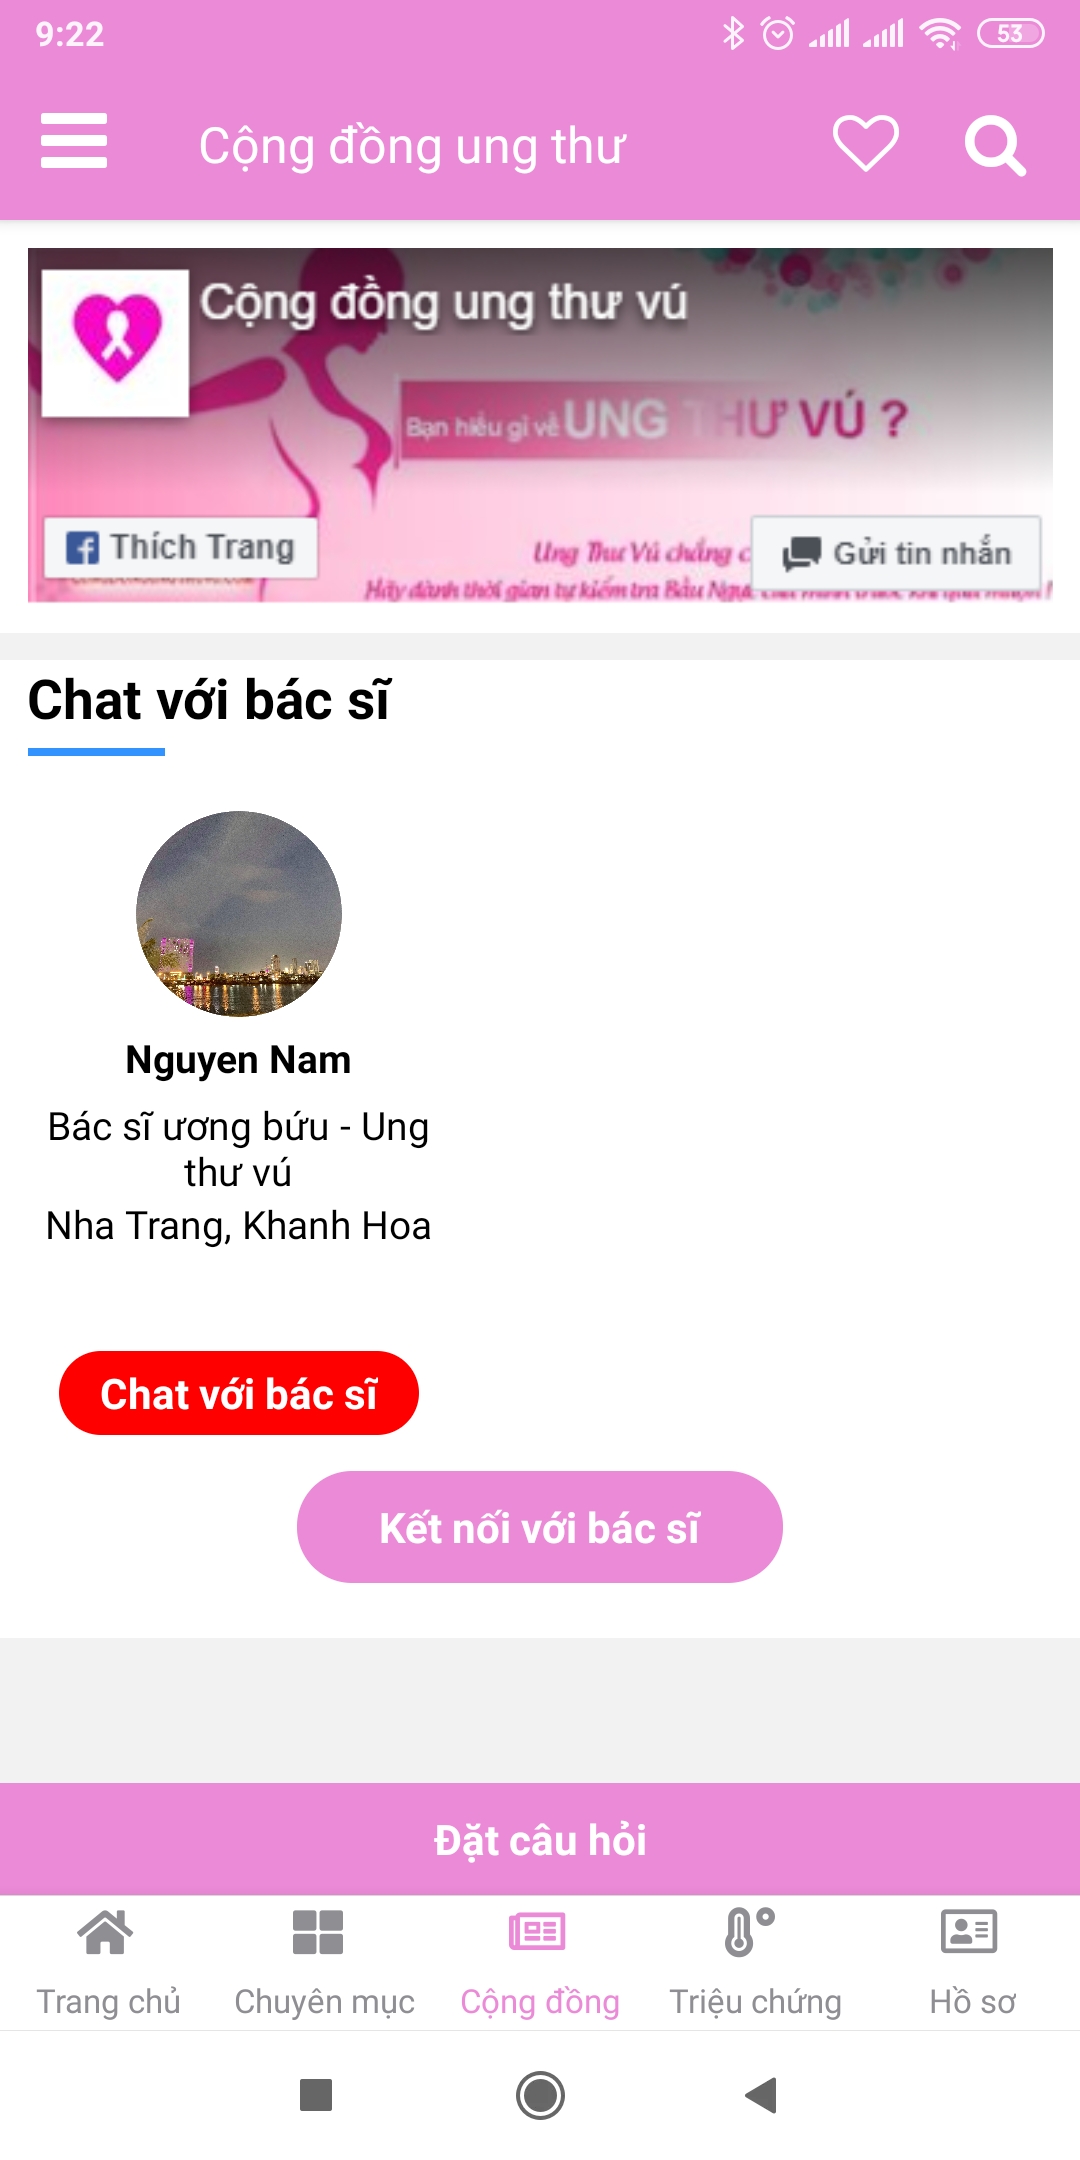 9:22
53
Cộng đồng ung thư
Cộng đồng ung thư vú
Bạn hiểu gì về UNG THƯ VÚ ?
Thích Trang
Ung Thư Vú chẳng c
Gửi tin nhắn
Hãy dành thời gian tự kiểm tra Bầu Ngực
Chat với bác sĩ
Nguyen Nam
Bác sĩ ương bứu - Ung
thư vú
Nha Trang, Khanh Hoa
Chat với bác sĩ
Kết nối với bác sĩ
Đặt câu hỏi
Trang chủ
Chuyên mục
Cộng đồng
Triệu chứng
Hồ sơ